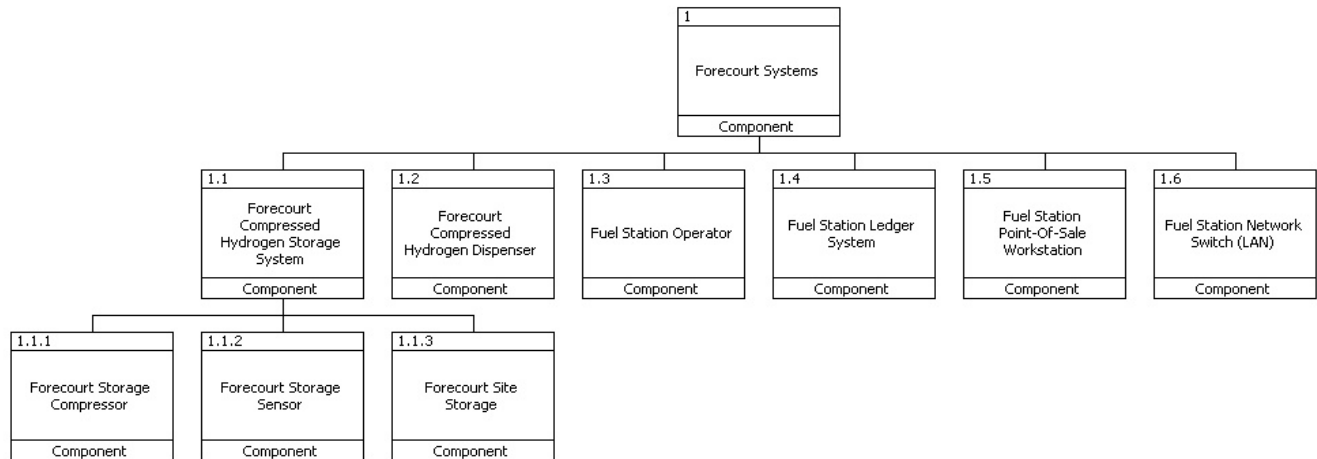 1
Forecourt Systems
Component
1.1
Forecourt
Compressed
Hydrogen Storage
System
Component
1.2
Forecourt
Compressed
Hydrogen Dispenser
Component
1.3
Fuel Station Operator
Component
1.4
Fuel Station Ledger
System
Component
1.5
Fuel Station
Point-Of-Sale
Workstation
Component
1.6
Fuel Station Network
Switch (LAN)
Component
1.1.1
Forecourt Storage
Compressor
Component
1.1.2
Forecourt Storage
Sensor
Component
1.1.3
Forecourt Site
Storage
Component